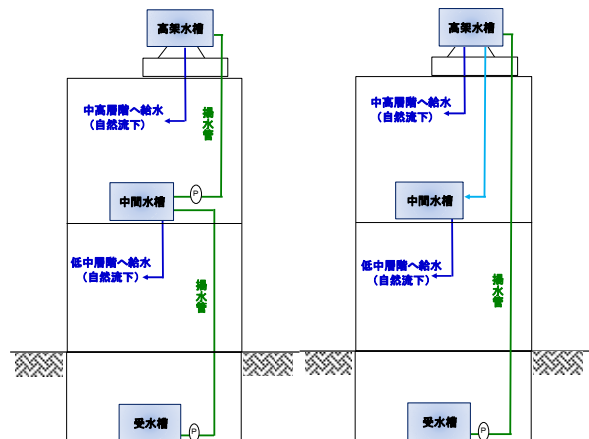 高架水槽
中高層階へ給水
（自然流下）
揚水管
P
中間水槽
低中層階へ給水
（自然流下）
揚水管
受水槽
P
高架水槽
中高層階へ給水
（自然流下）
中間水槽
低中層階へ給水
（自然流下）
揚水管
受水槽
P